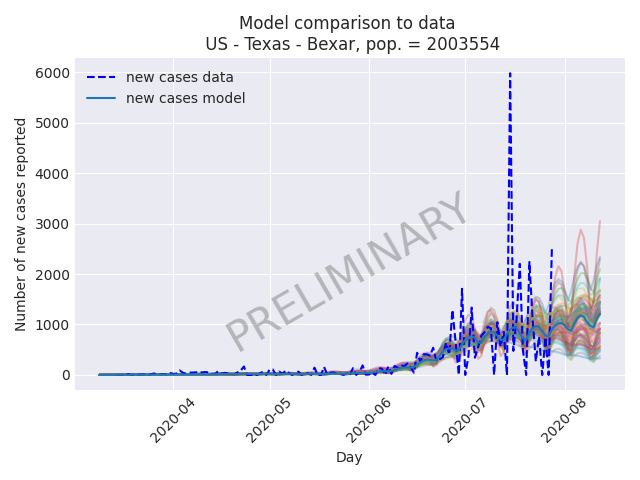 Model comparison to data
US - Texas - Bexar, pop. = 2003554
new cases data
new cases model
Number of new cases reported
6000
5000
4000
3000
2000
1000
0
PRELIMINARY
2020-04
2020-05
2020-06
2020-07
2020-08
Day